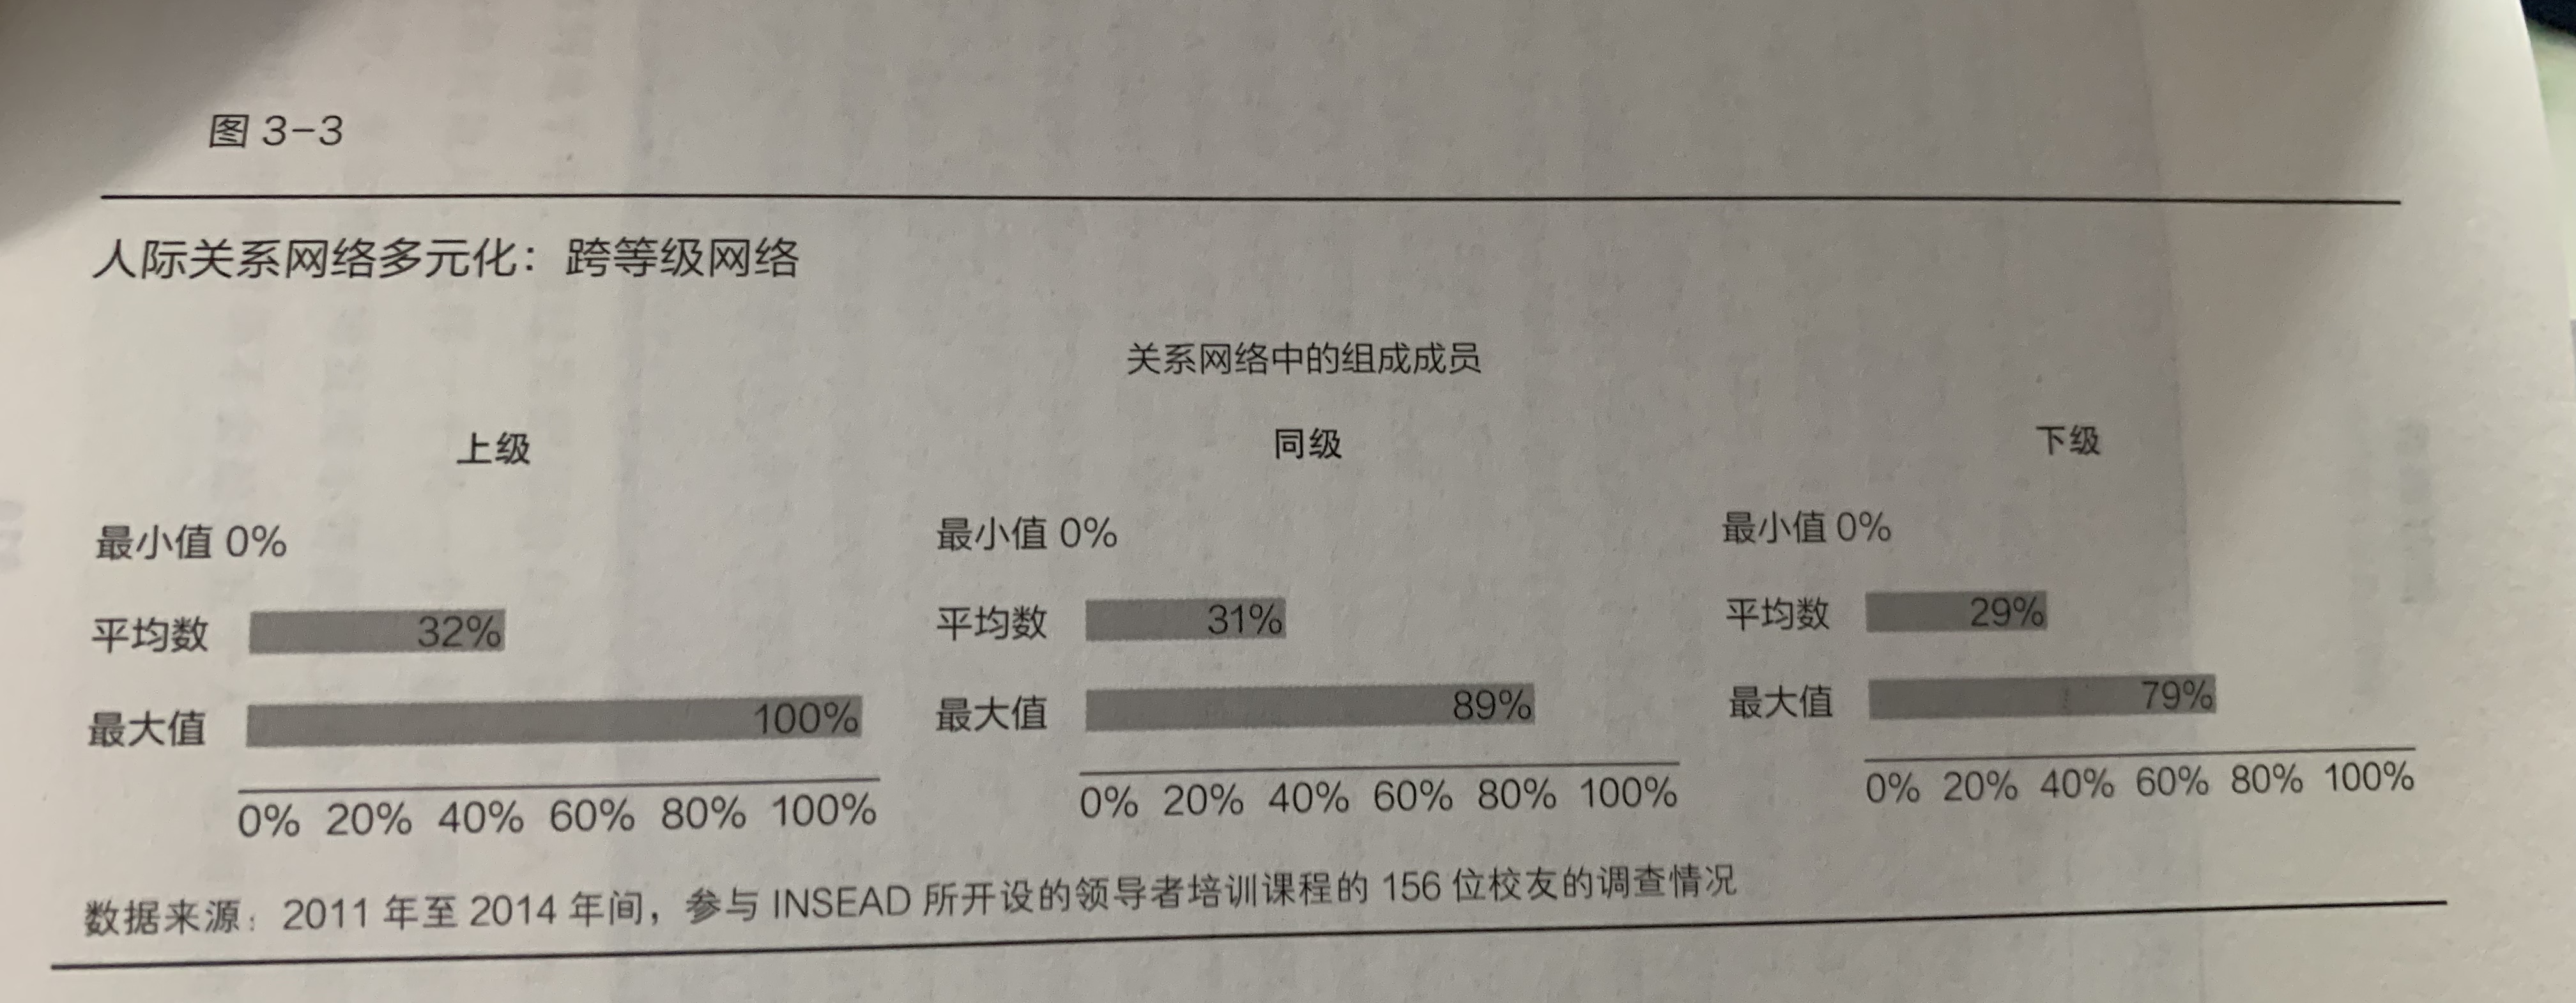 图 3-3
人际关系网络多元化：跨等级网络
关系网络中的组成成员
上级
最小值 0%
平均数 32%
最大值 100%
0% 20% 40% 60% 80% 100%
同级
最小值 0%
平均数 31%
最大值 89%
0% 20% 40% 60% 80% 100%
下级
最小值 0%
平均数 29%
最大值 79%
0% 20% 40% 60% 80% 100%
数据来源：2011 年至 2014 年间，参与 INSEAD 所开设的领导者培训课程的 156 位校友的调查情况